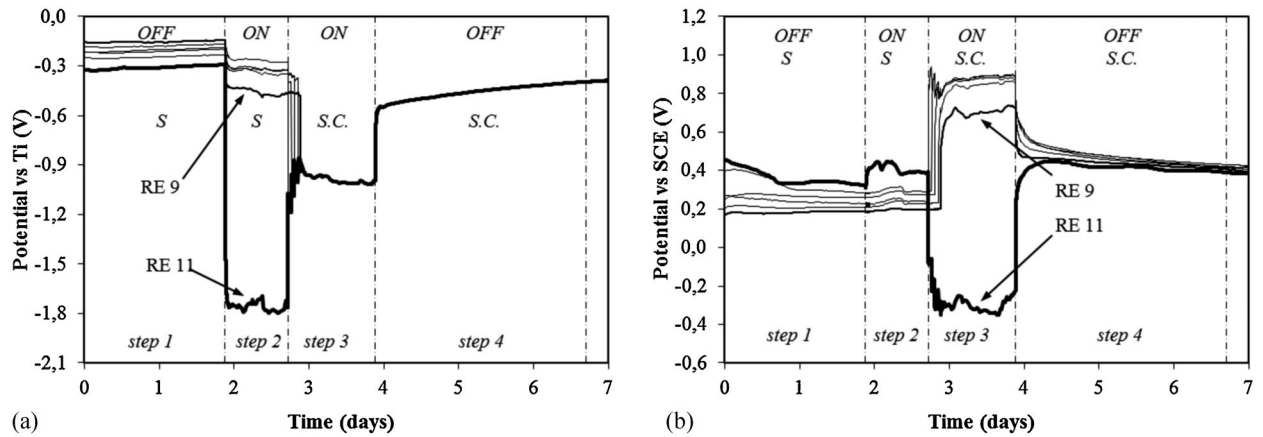 0,0
-0,3
-0,6
-0,9
-1,2
-1,5
-1,8
-2,1
Potential vs Ti (V)
OFF
ON
ON
OFF
S
S
S.C.
S.C.
RE 9
RE 11
step 1
step 2
step 3
step 4
0 1 2 3 4 5 6 7
Time (days)
(a)
1,2
1,0
0,8
0,6
0,4
0,2
0,0
-0,2
-0,4
-0,6
Potential vs SCE (V)
OFF
S
ON
S
ON
S.C.
OFF
S.C.
RE 9
RE 11
step 1
step 2
step 3
step 4
0 1 2 3 4 5 6 7
Time (days)
(b)